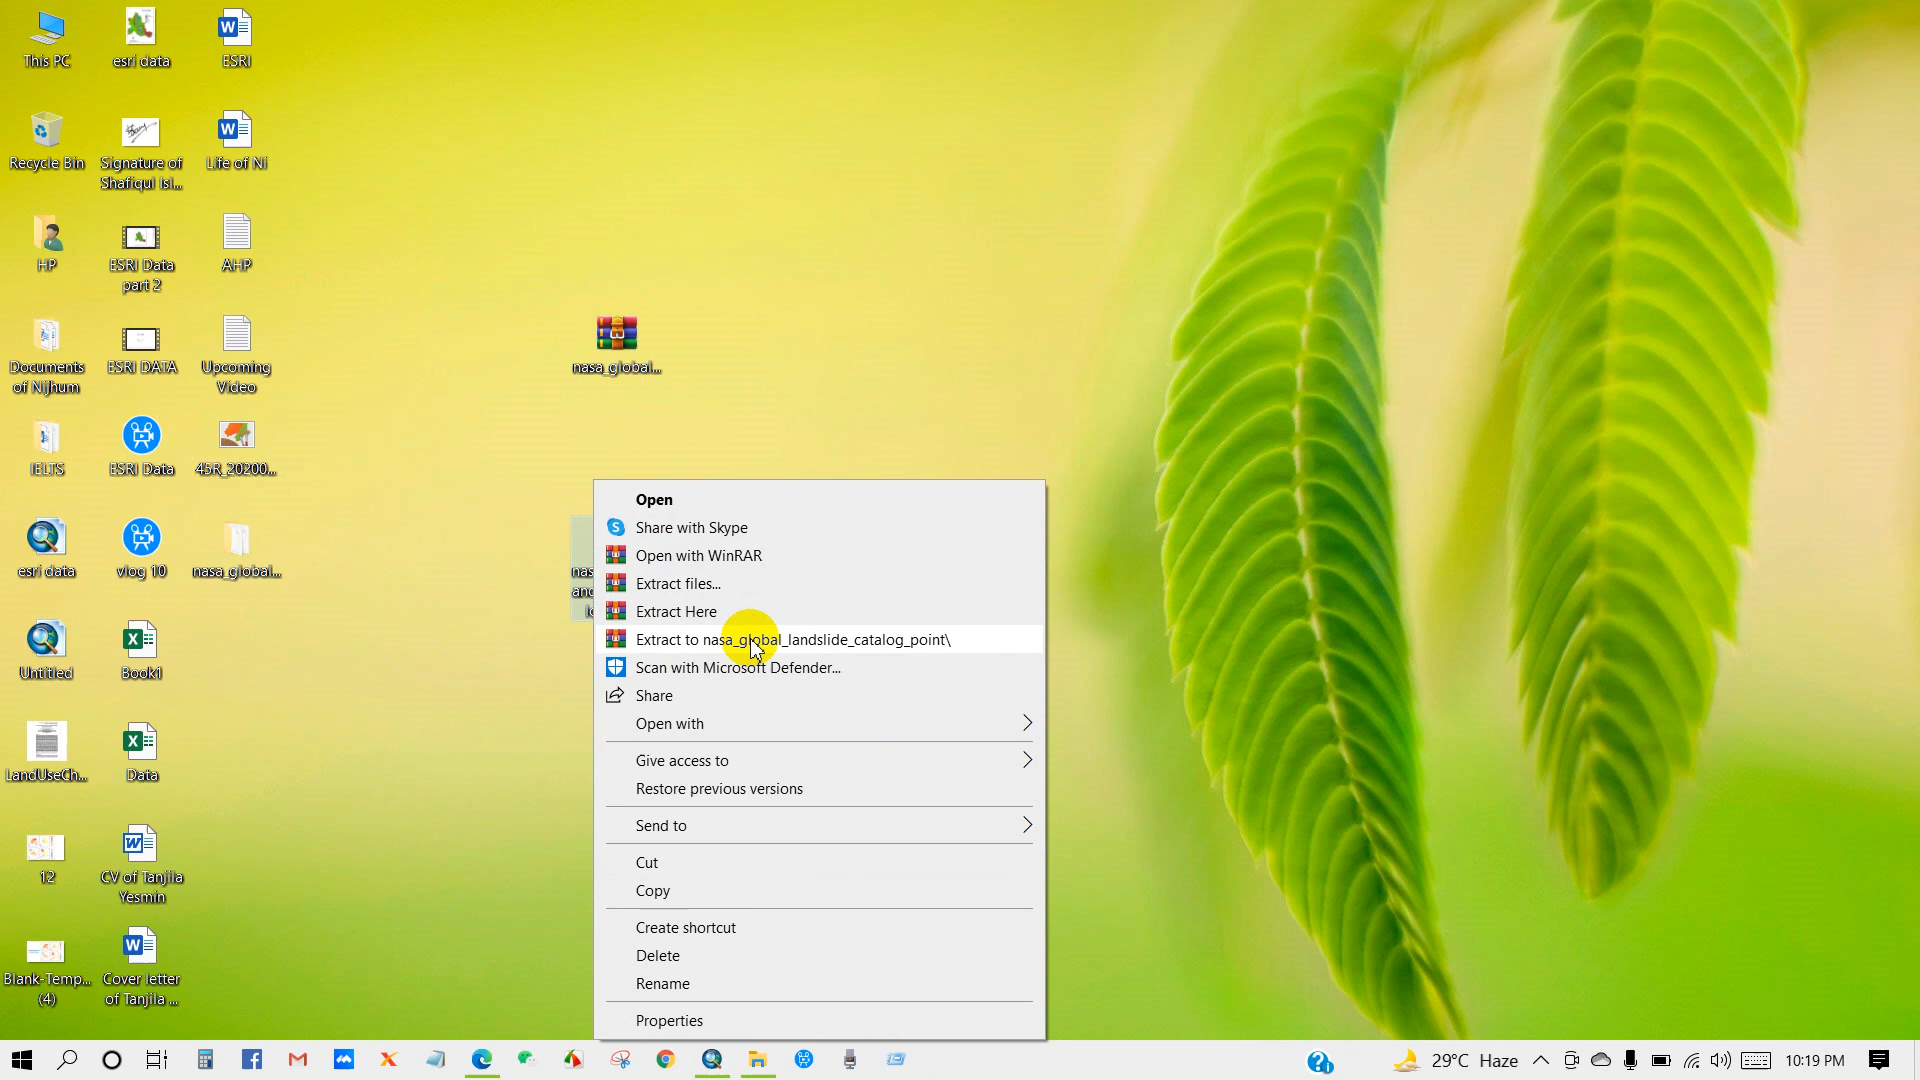 This PC
esri data
ESRI
Recycle Bin
Signature of
Shafiqul Isl...
Life of Ni
HP
ESRI Data
part 2
AHP
Documents
of Nijhum
ESRI DATA
Upcoming
Video
nasa_global...
IELTS
ESRI Data
45R_20200...
esri data
vlog 10
nasa_global...
Untitled
Book1
LandUseCh...
Data
12
CV of Tanjila
Yesmin
Blank-Temp...
(4)
Cover letter
of Tanjila ...
nas
and
Open
Share with Skype
Open with WinRAR
Extract files...
Extract Here
Extract to nasa_global_landslide_catalog_point\
Scan with Microsoft Defender...
Share
Open with
Give access to
Restore previous versions
Send to
Cut
Copy
Create shortcut
Delete
Rename
Properties
29°C Haze
10:19 PM